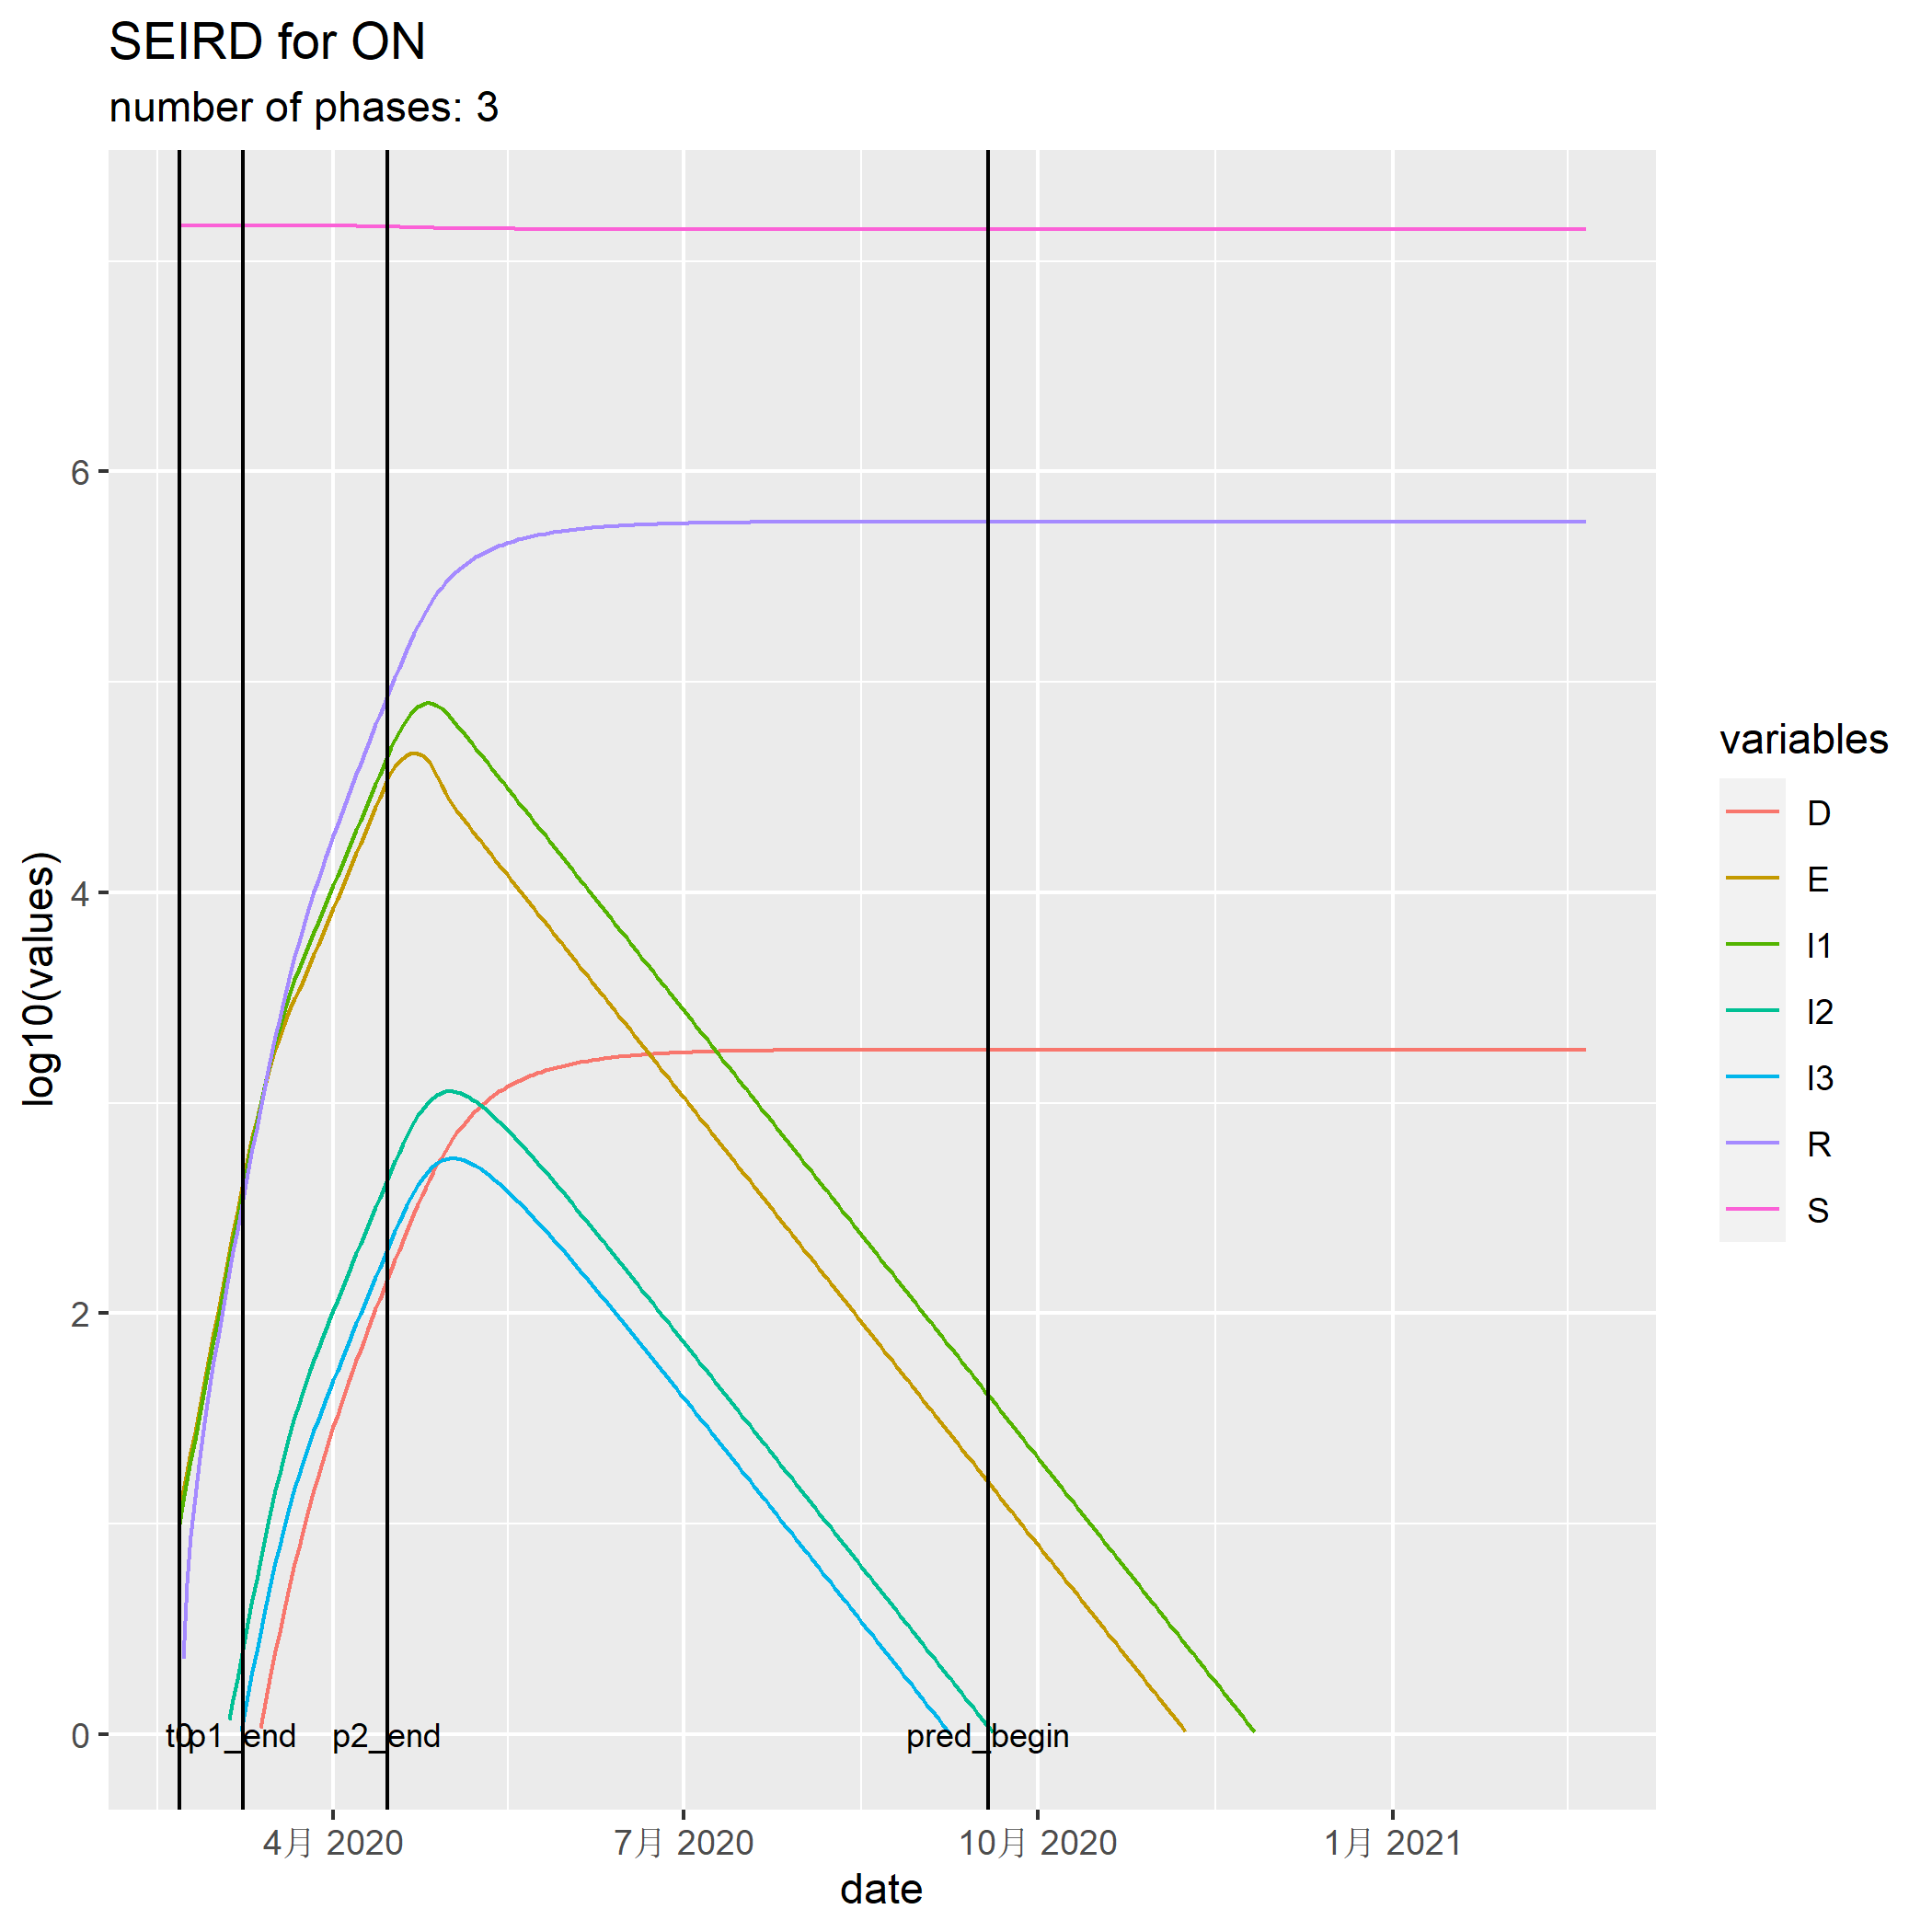 SEIRD for ON
number of phases: 3
log10(values)
6
4
2
0
t0
p1_end
p2_end
pred_begin
4月 2020
7月 2020
10月 2020
1月 2021
date
variables
D
E
I1
I2
I3
R
S